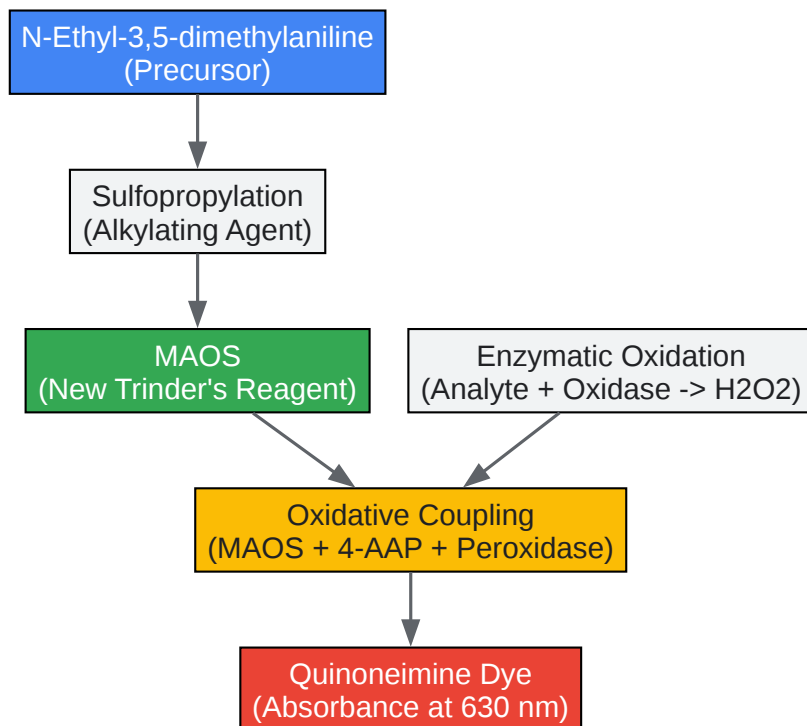 N-Ethyl-3,5-dimethylaniline
(Precursor)
Sulfopropylation
(Alkylating Agent)
MAOS
(New Trinder's Reagent)
Enzymatic Oxidation
(Analyte + Oxidase -> H2O2)
Oxidative Coupling
(MAOS + 4-AAP + Peroxidase)
Quinoneimine Dye
(Absorbance at 630 nm)